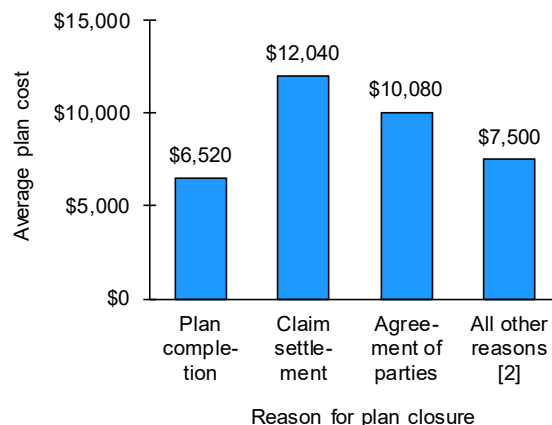 $15,000
$12,040
$10,080
$10,000
Average plan cost
$6,520
$7,500
$5,000
$0
Plan
comple-
tion
Claim
settle-
ment
Agree-
ment of
parties
All other
reasons
[2]
Reason for plan closure